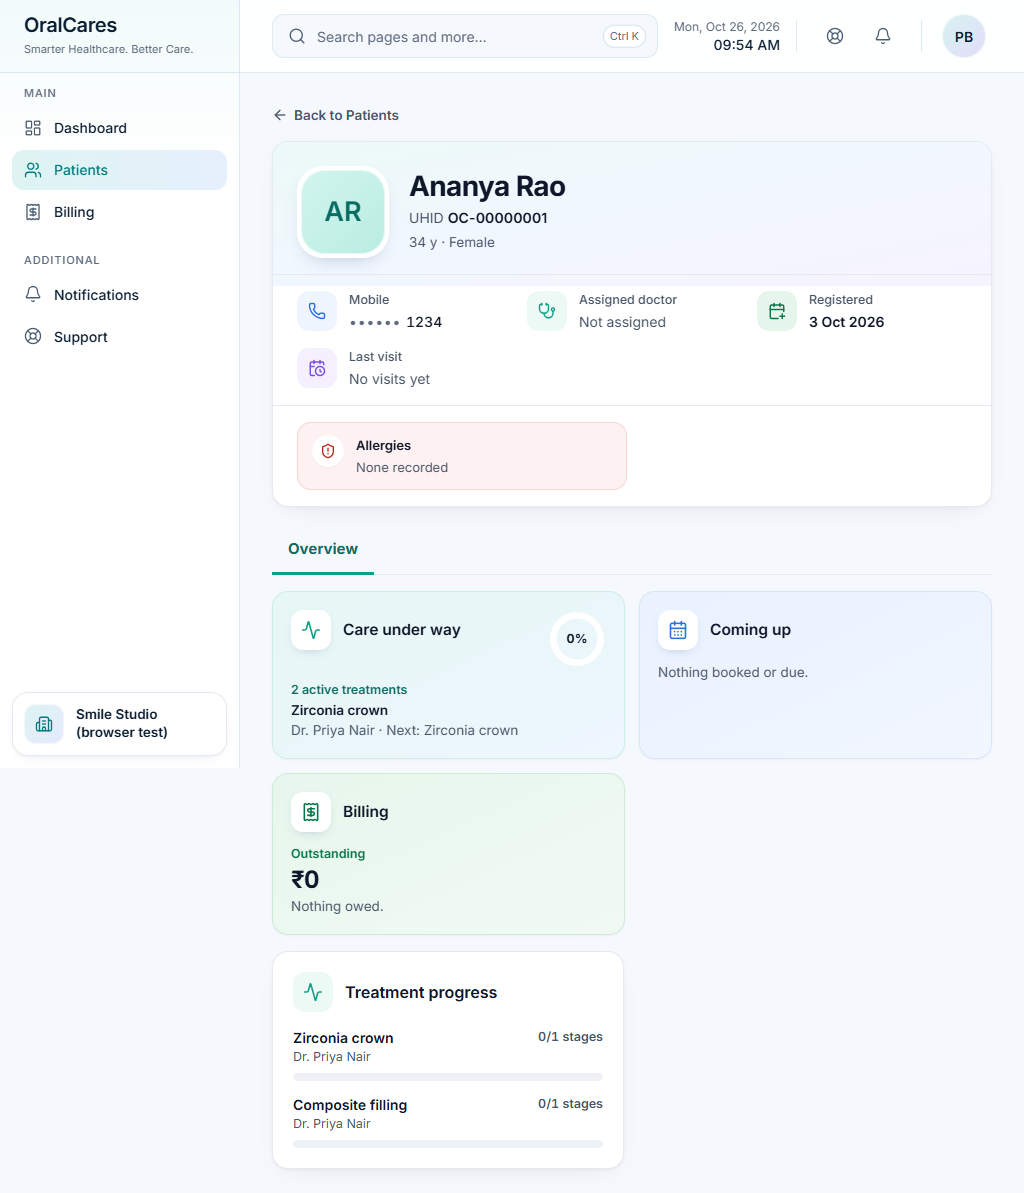 OralCares
Smarter Healthcare. Better Care.
MAIN
Dashboard
Patients
Billing
ADDITIONAL
Notifications
Support
Smile Studio
(browser test)
Search pages and more...
Ctrl K
Mon, Oct 26, 2026
09:54 AM
PB
Back to Patients
AR
Ananya Rao
UHID OC-00000001
34 y · Female
Mobile
•••••• 1234
Assigned doctor
Not assigned
Registered
3 Oct 2026
Last visit
No visits yet
Allergies
None recorded
Overview
Care under way
0%
2 active treatments
Zirconia crown
Dr. Priya Nair · Next: Zirconia crown
Coming up
Nothing booked or due.
Billing
Outstanding
₹0
Nothing owed.
Treatment progress
Zirconia crown
0/1 stages
Dr. Priya Nair
Composite filling
0/1 stages
Dr. Priya Nair